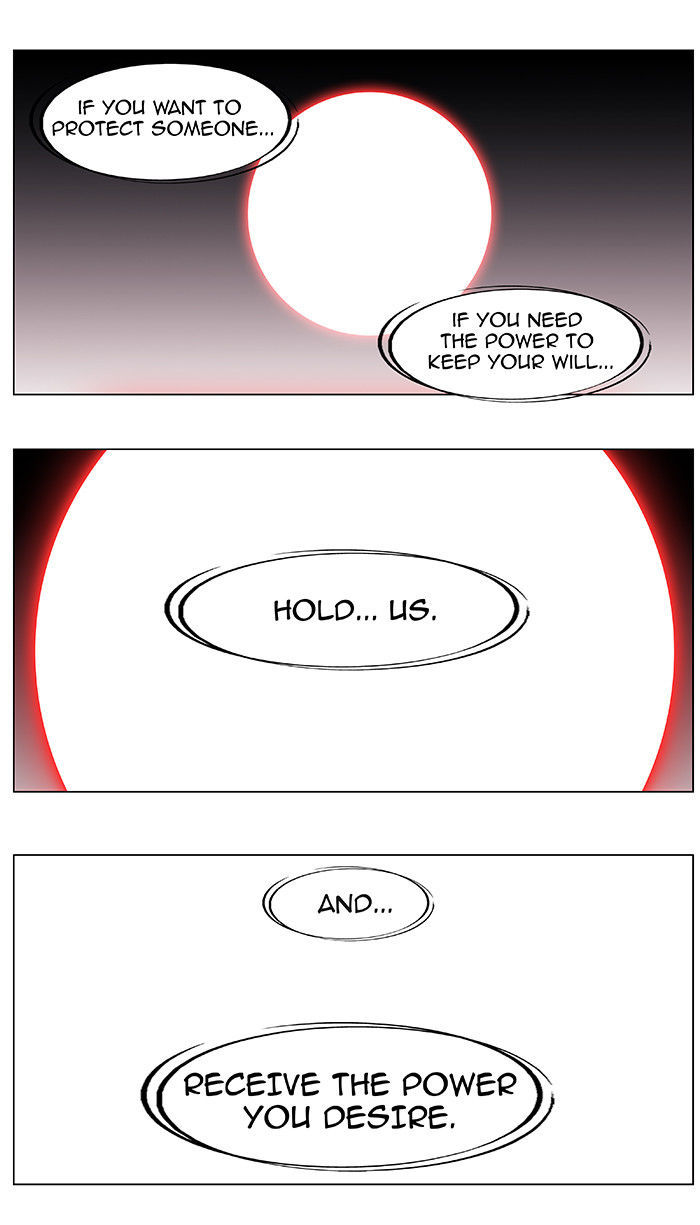 IF YOU WANT TO
PROTECT SOMEONE...
IF YOU NEED
THE POWER TO
KEEP YOUR WILL...
HOLD... US.
AND...
RECEIVE THE POWER
YOU DESIRE.